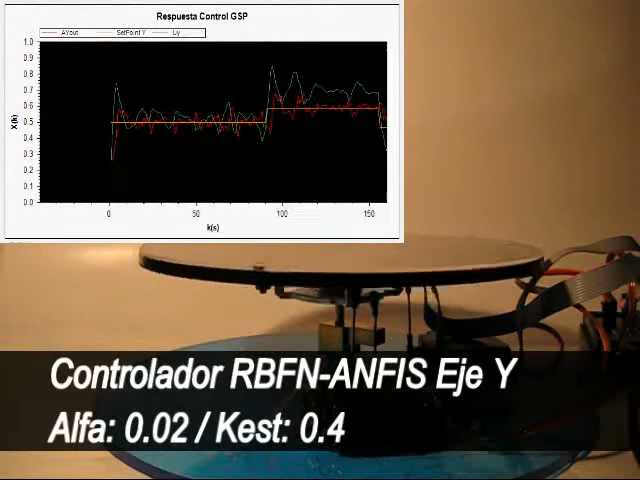 Respuesta Control GSP
AYout SetPoint Y Ly
1.0
0.9
0.8
0.7
0.6
0.5
0.4
0.3
0.2
0.1
0.0
X(k)
0 50 100 150
k(s)
Controlador RBFN-ANFIS Eje Y
Alfa: 0.02 / Kest: 0.4